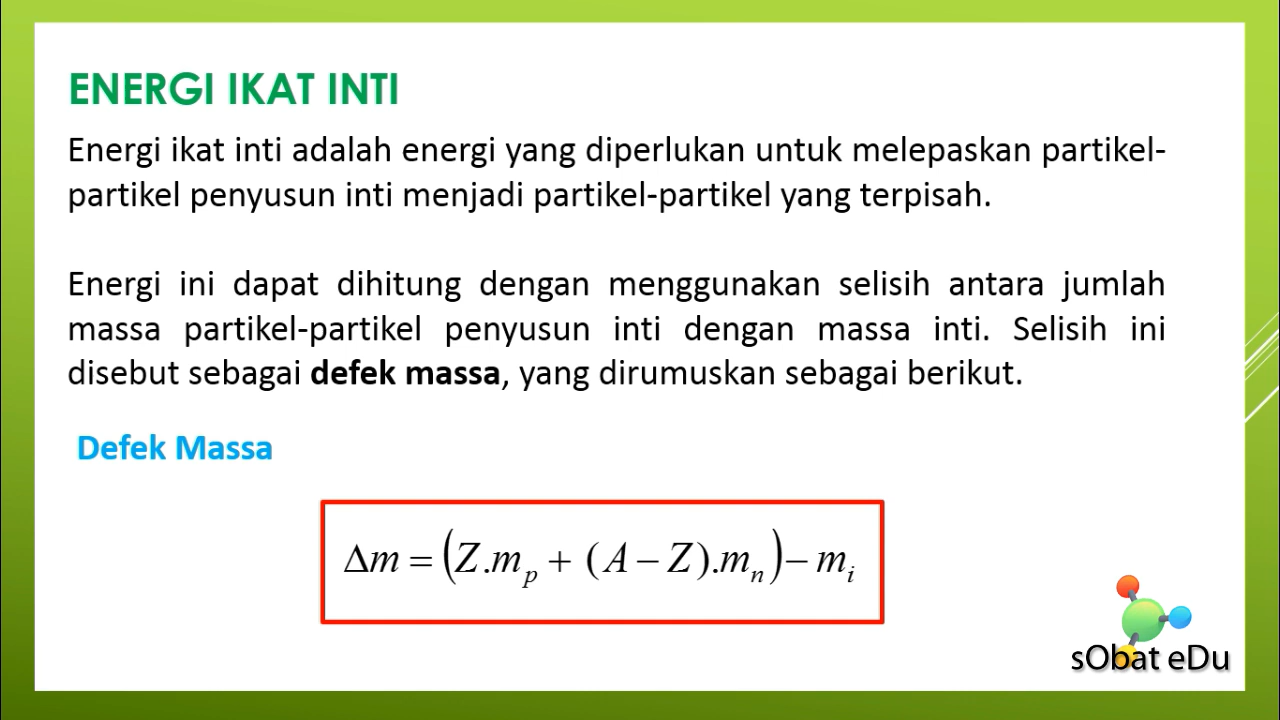 ENERGI IKAT INTI
Energi ikat inti adalah energi yang diperlukan untuk melepaskan partikel-
partikel penyusun inti menjadi partikel-partikel yang terpisah.
Energi ini dapat dihitung dengan menggunakan selisih antara jumlah
massa partikel-partikel penyusun inti dengan massa inti. Selisih ini
disebut sebagai defek massa, yang dirumuskan sebagai berikut.
Defek Massa
Δm = (Z.mₚ + (A − Z).mₙ) − mᵢ
sObat eDu